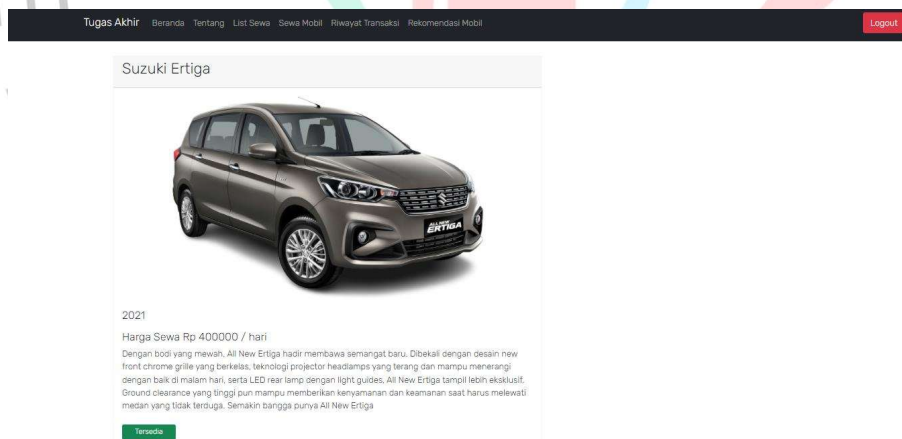 Tugas Akhir Beranda Tentang List Sewa Sewa Mobil Riwayat Transaksi Rekomendasi Mobil Logout
Suzuki Ertiga
ALL NEW
ERTIGA
2021
Harga Sewa Rp 400000 / hari
Dengan bodi yang mewah, All New Ertiga hadir membawa semangat baru. Dibekali dengan desain new
front chrome grille yang berkelas, teknologi projector headlamps yang terang dan mampu menerangi
dengan baik di malam hari, serta LED rear lamp dengan light guides, All New Ertiga tampil lebih eksklusif.
Ground clearance yang tinggi pun mampu memberikan kenyamanan dan keamanan saat harus melewati
medan yang tidak terduga. Semakin bangga punya All New Ertiga
Tersedia